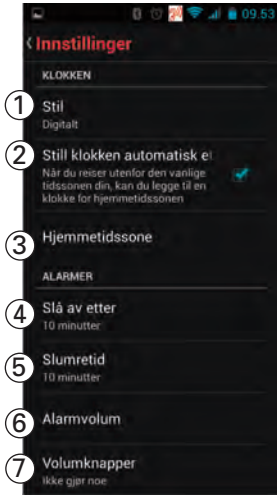 09.53
Innstillinger
KLOKKEN
1 Stil
Digitalt
2 Still klokken automatisk et
Når du reiser utenfor den vanlige
tidssonen din, kan du legge til en
klokke for hjemmetidssonen
3 Hjemmetidssone
ALARMER
4 Slå av etter
10 minutter
5 Slumretid
10 minutter
6 Alarmvolum
7 Volumknapper
Ikke gjør noe